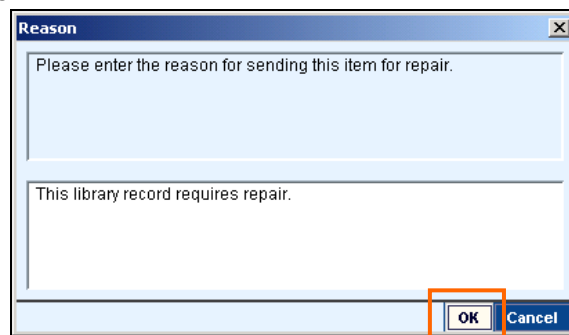 Reason
Please enter the reason for sending this item for repair.
This library record requires repair.
OK Cancel